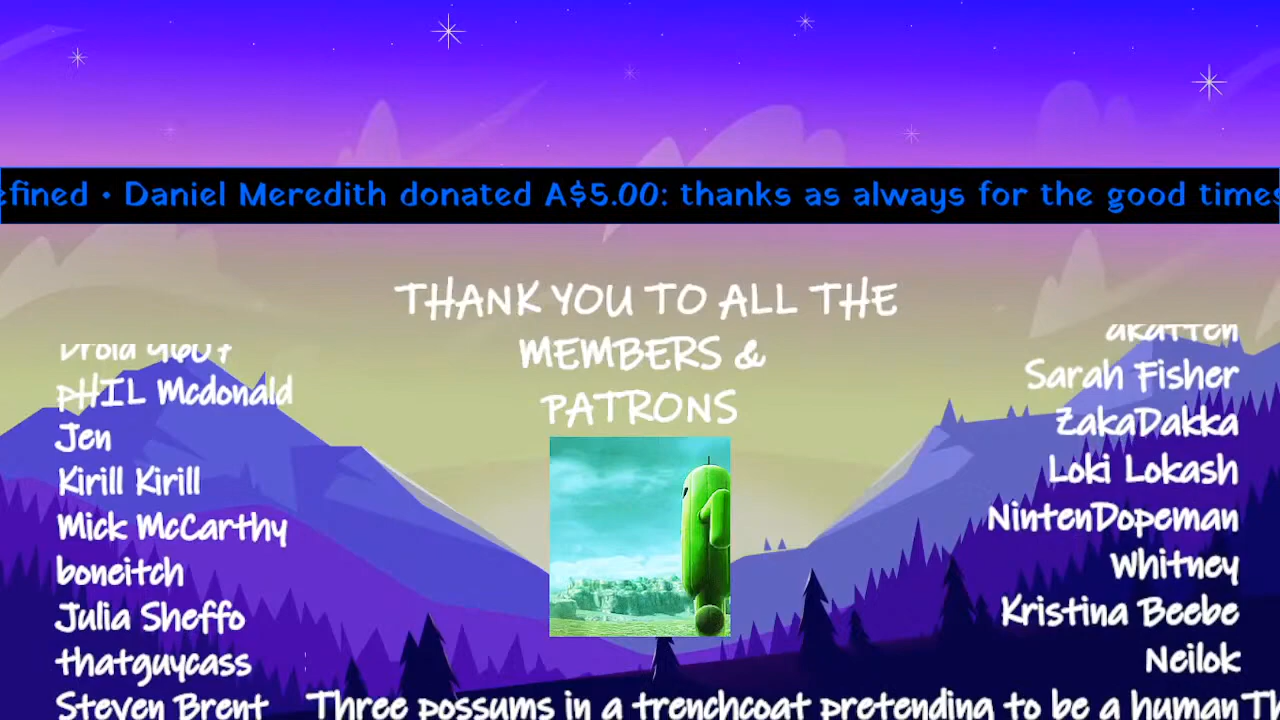 efined • Daniel Meredith donated A$5.00: thanks as always for the good times
THANK YOU TO ALL THE
MEMBERS &
PATRONS
pHIL Mcdonald
Jen
Kirill Kirill
Mick McCarthy
boneitch
Julia Sheffo
thatguycass
Steven Brent
akatten
Sarah Fisher
ZakaDakka
Loki Lokash
NintenDopeman
Whitney
Kristina Beebe
Neilok
Three possums in a trenchcoat pretending to be a human Th